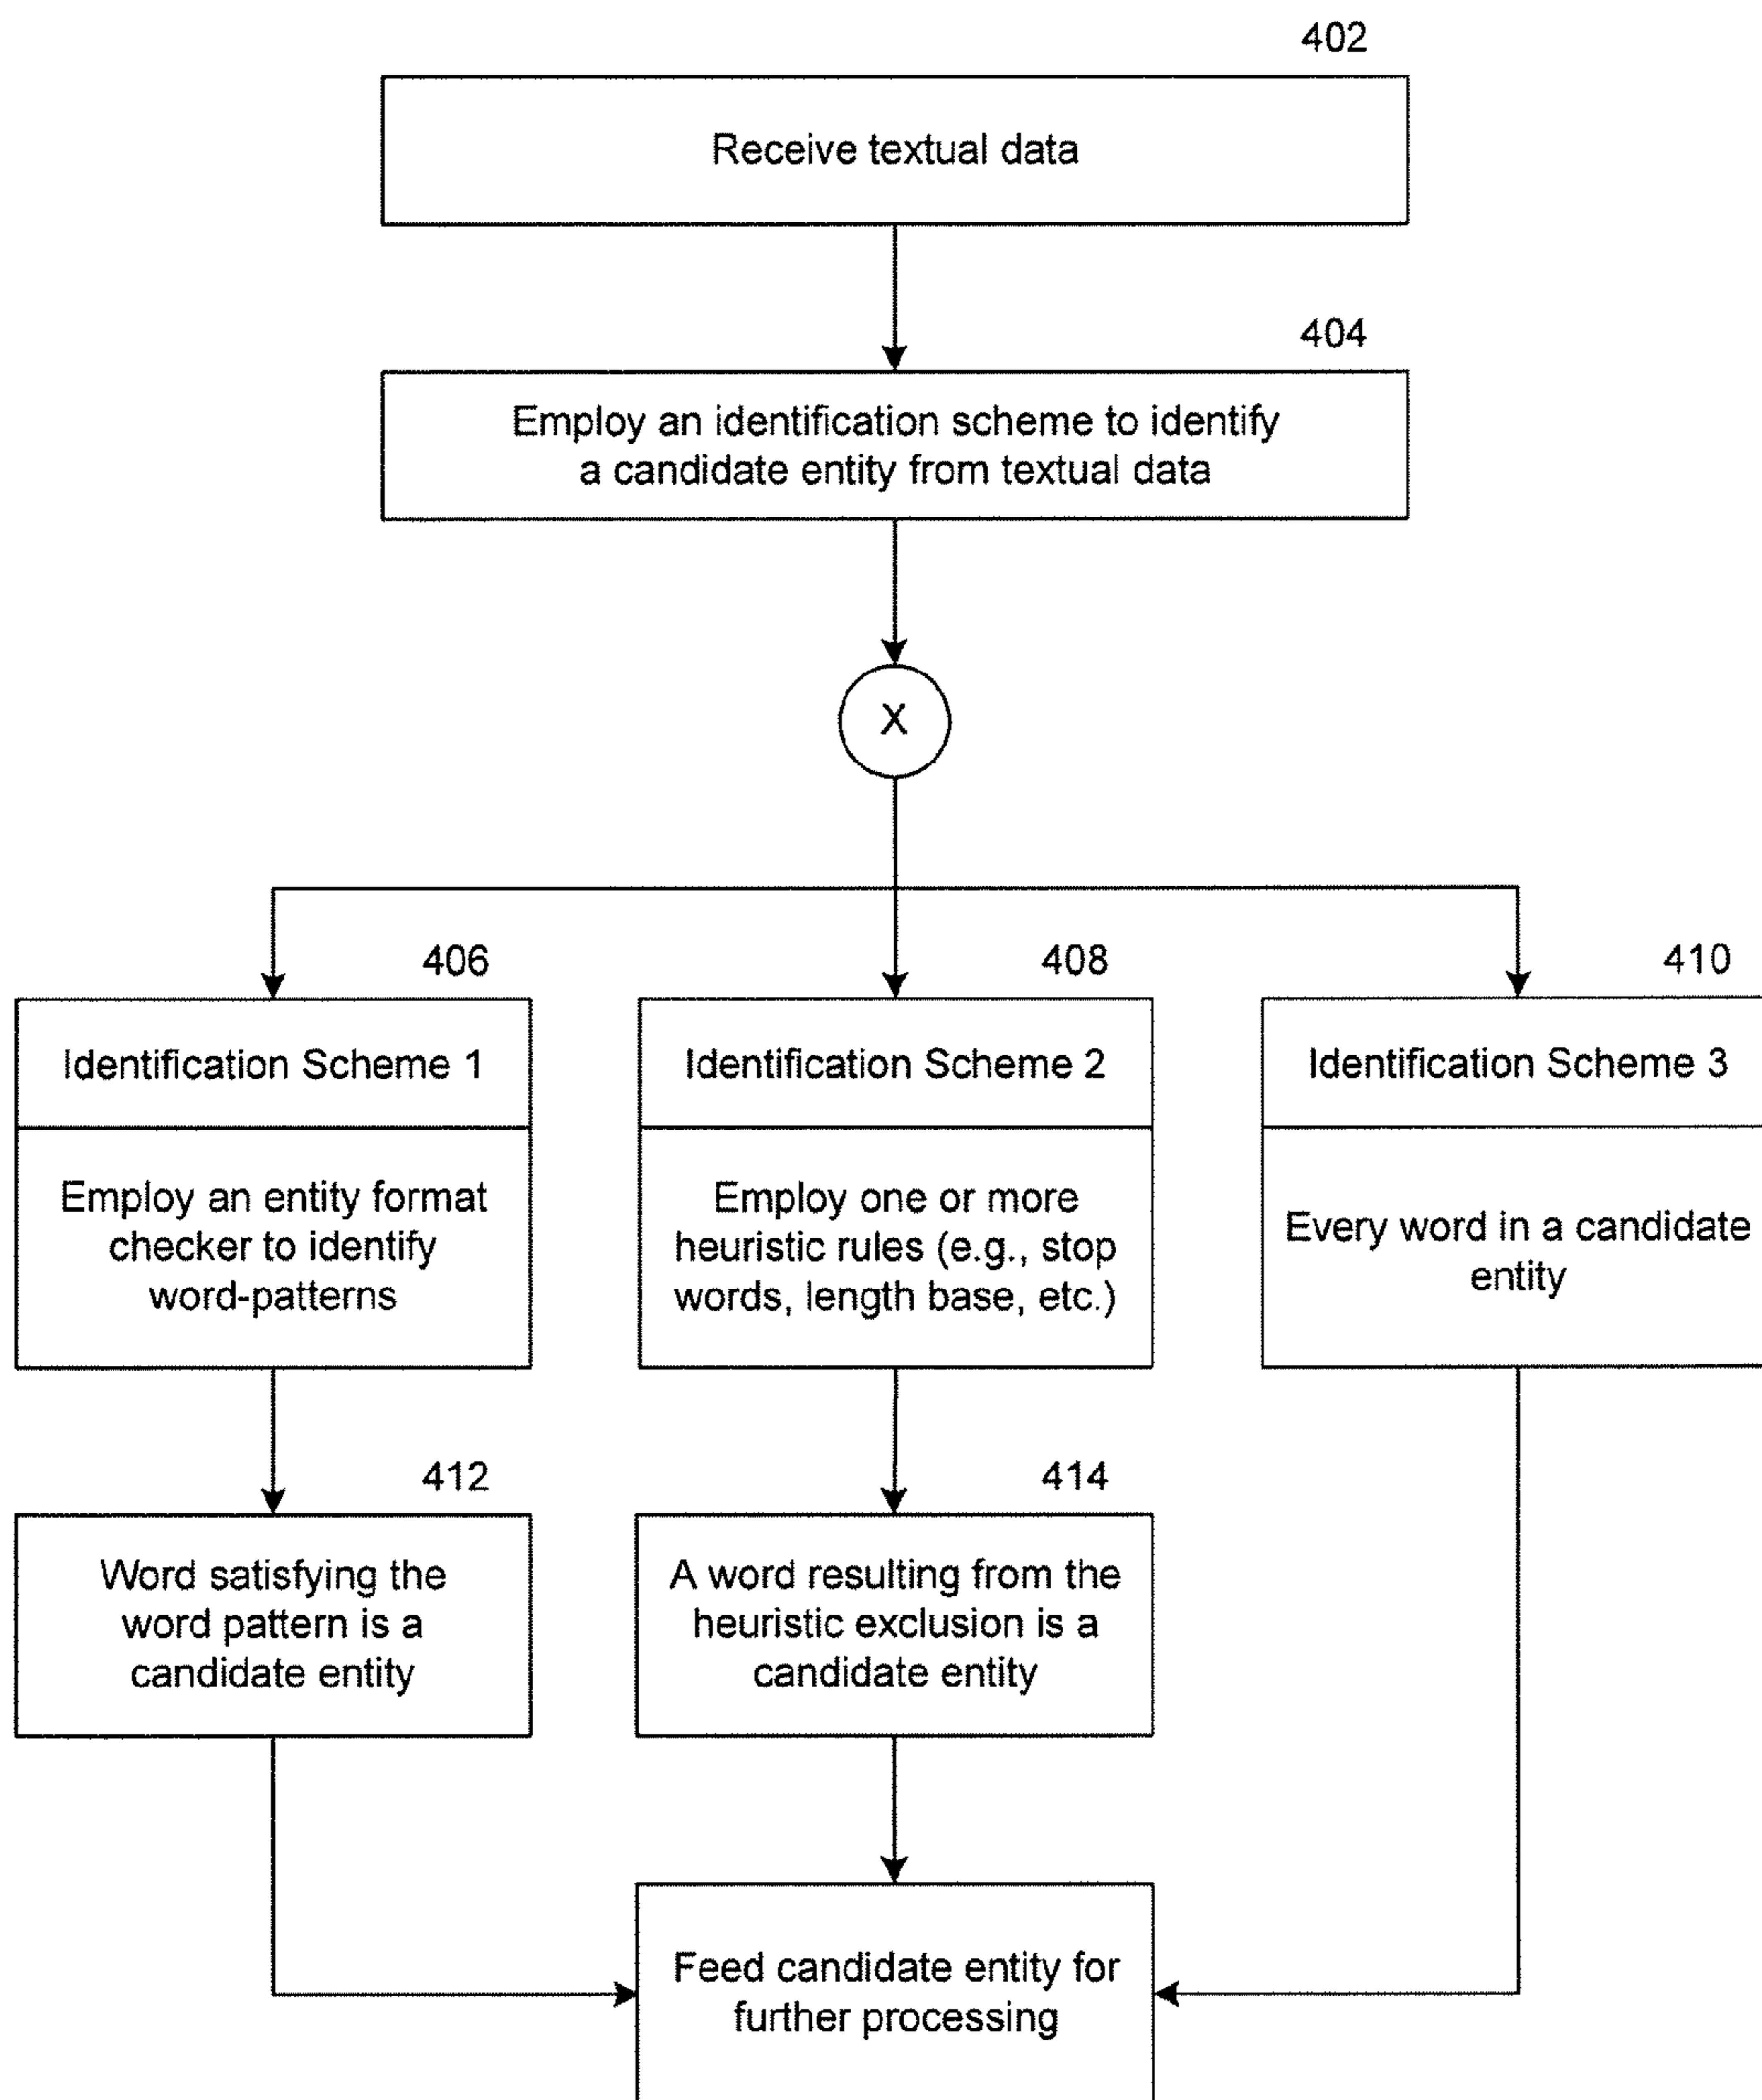 402
Receive textual data
404
Employ an identification scheme to identify
a candidate entity from textual data
X
406
Identification Scheme 1
Employ an entity format
checker to identify
word-patterns
408
Identification Scheme 2
Employ one or more
heuristic rules (e.g., stop
words, length base, etc.)
410
Identification Scheme 3
Every word in a candidate
entity
412
Word satisfying the
word pattern is a
candidate entity
414
A word resulting from the
heuristic exclusion is a
candidate entity
Feed candidate entity for
further processing